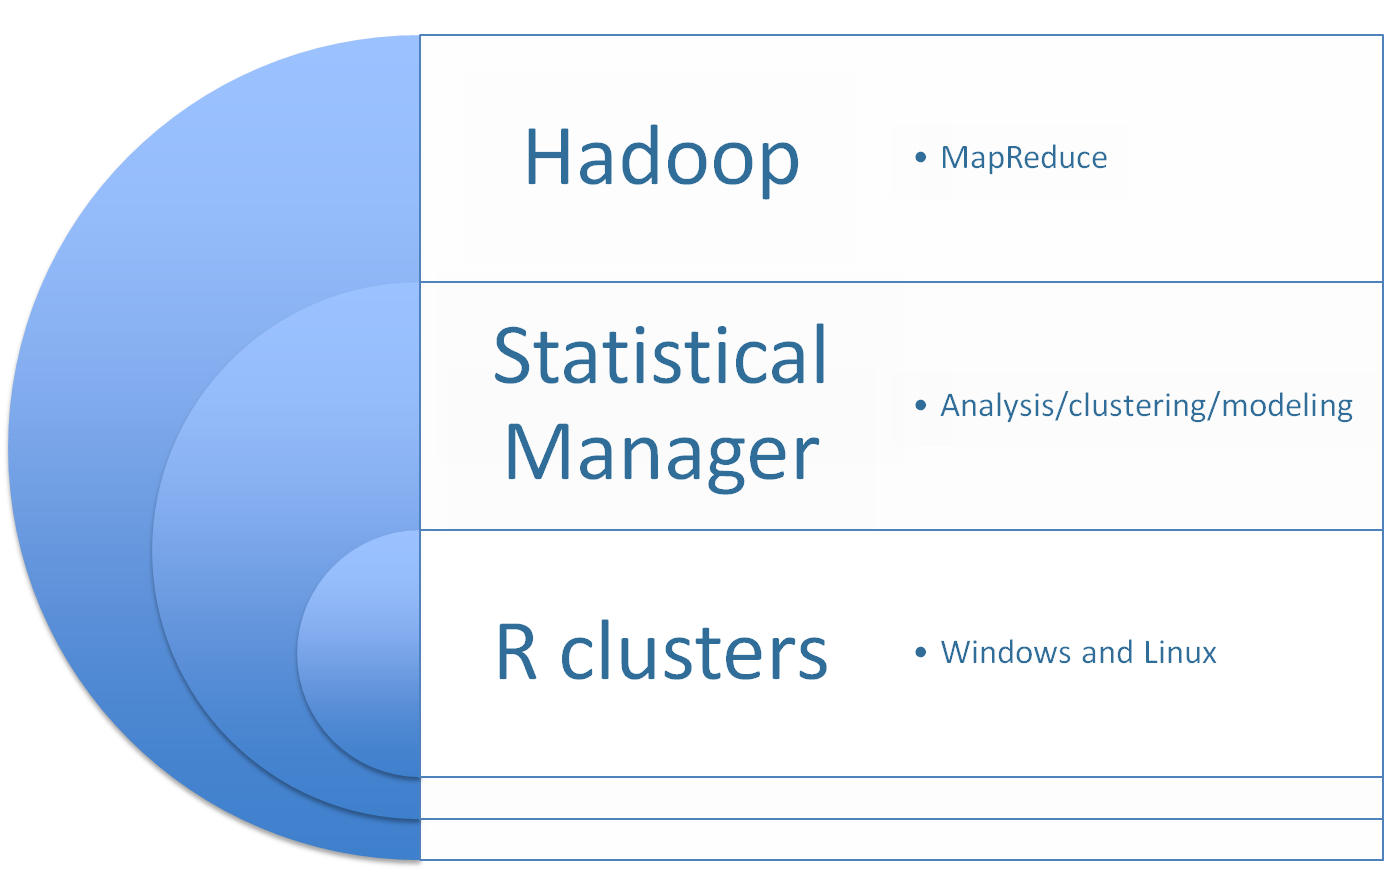 Hadoop
• MapReduce
Statistical
Manager
• Analysis/clustering/modeling
R clusters
• Windows and Linux